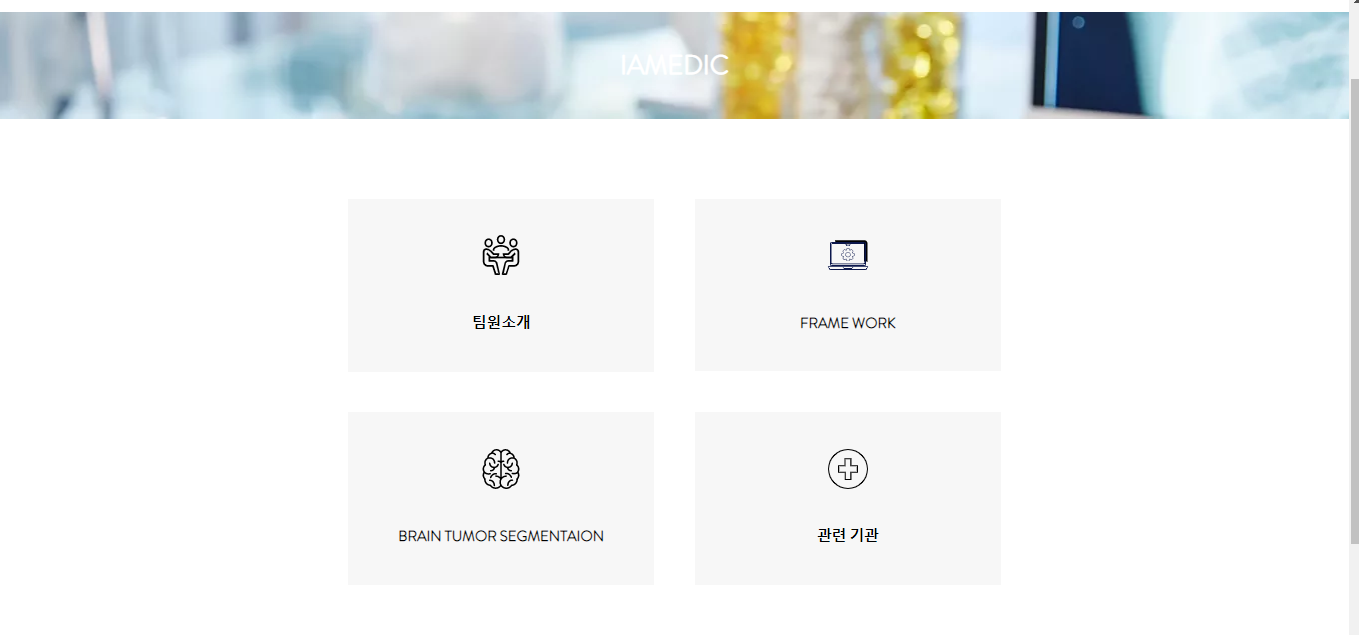 IAMEDIC
팀원소개
FRAME WORK
BRAIN TUMOR SEGMENTAION
관련 기관